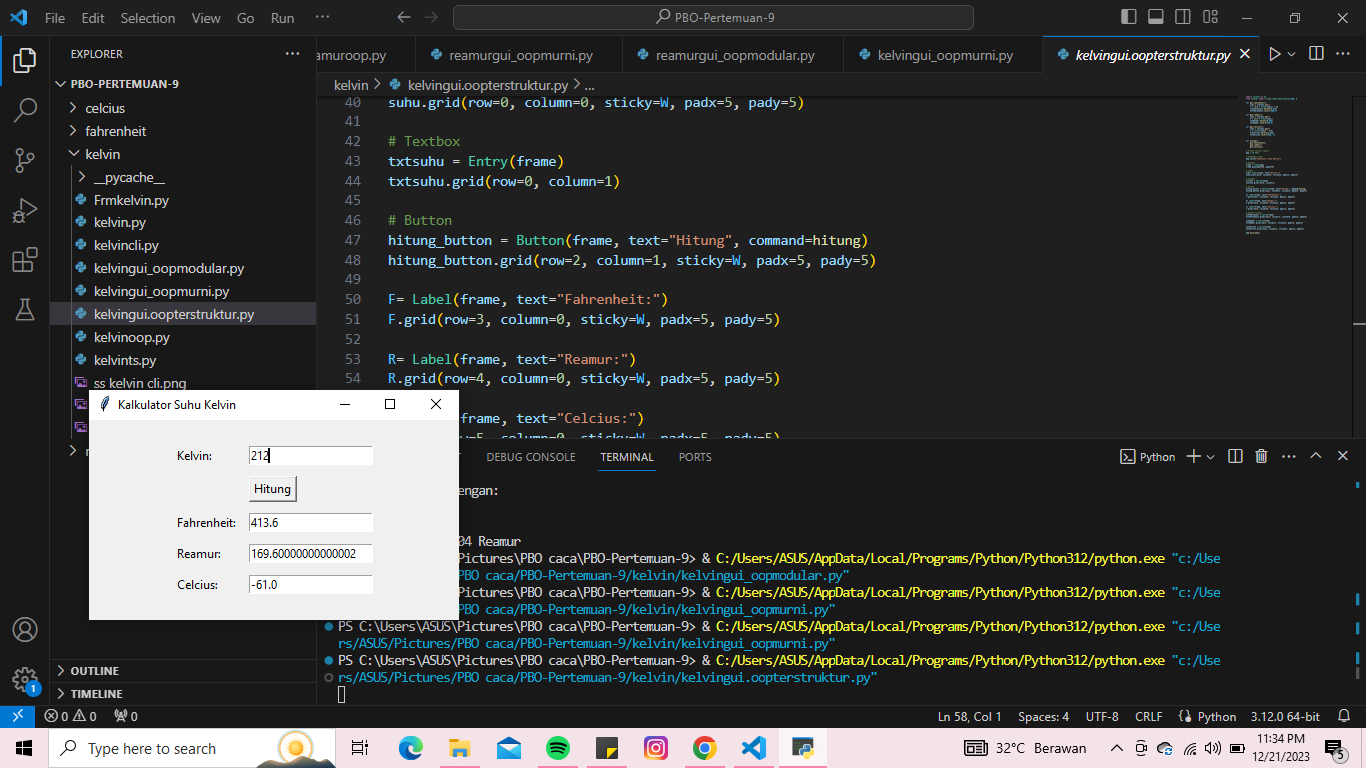 File Edit Selection View Go Run ··· PBO-Pertemuan-9
EXPLORER ···
amuroop.py reamurgui_oopmurni.py reamurgui_oopmodular.py kelvingui_oopmurni.py kelvingui.oopterstruktur.py
PBO-PERTEMUAN-9
celcius
fahrenheit
kelvin
__pycache__
Frmkelvin.py
kelvin.py
kelvincli.py
kelvingui_oopmodular.py
kelvingui_oopmurni.py
kelvingui.oopterstruktur.py
kelvinoop.py
kelvints.py
ss kelvin cli.png
OUTLINE
TIMELINE
kelvin > kelvingui.oopterstruktur.py > ...
40 suhu.grid(row=0, column=0, sticky=W, padx=5, pady=5)
41
42 # Textbox
43 txtsuhu = Entry(frame)
44 txtsuhu.grid(row=0, column=1)
45
46 # Button
47 hitung_button = Button(frame, text="Hitung", command=hitung)
48 hitung_button.grid(row=2, column=1, sticky=W, padx=5, pady=5)
49
50 F= Label(frame, text="Fahrenheit:")
51 F.grid(row=3, column=0, sticky=W, padx=5, pady=5)
52
53 R= Label(frame, text="Reamur:")
54 R.grid(row=4, column=0, sticky=W, padx=5, pady=5)
frame, text="Celcius:")
column=0, sticky=W, padx=5, pady=5)
Kalkulator Suhu Kelvin
Kelvin: 212
Hitung
Fahrenheit: 413.6
Reamur: 169.60000000000002
Celcius: -61.0
DEBUG CONSOLE TERMINAL PORTS Python
engan:
04 Reamur
Pictures\PBO caca\PBO-Pertemuan-9> & C:/Users/ASUS/AppData/Local/Programs/Python/Python312/python.exe "c:/Use
PBO caca/PBO-Pertemuan-9/kelvin/kelvingui_oopmodular.py"
Pictures\PBO caca\PBO-Pertemuan-9> & C:/Users/ASUS/AppData/Local/Programs/Python/Python312/python.exe "c:/Use
PBO caca/PBO-Pertemuan-9/kelvin/kelvingui_oopmurni.py"
PS C:\Users\ASUS\Pictures\PBO caca\PBO-Pertemuan-9> & C:/Users/ASUS/AppData/Local/Programs/Python/Python312/python.exe "c:/Use
rs/ASUS/Pictures/PBO caca/PBO-Pertemuan-9/kelvin/kelvingui_oopmurni.py"
PS C:\Users\ASUS\Pictures\PBO caca\PBO-Pertemuan-9> & C:/Users/ASUS/AppData/Local/Programs/Python/Python312/python.exe "c:/Use
rs/ASUS/Pictures/PBO caca/PBO-Pertemuan-9/kelvin/kelvingui.oopterstruktur.py"
1
0 0 0 Ln 58, Col 1 Spaces: 4 UTF-8 CRLF Python 3.12.0 64-bit
Type here to search 32°C Berawan 11:34 PM
12/21/2023 5